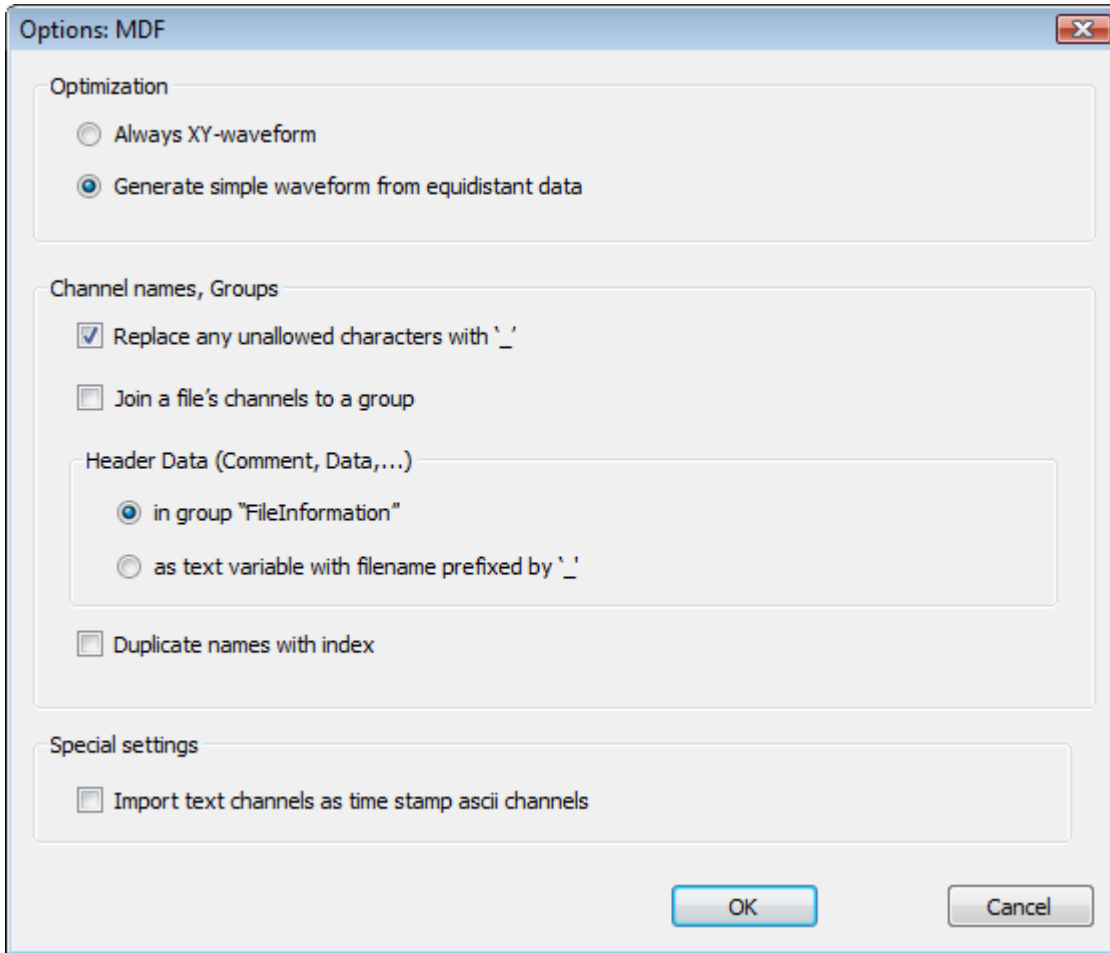 Options: MDF
Optimization
Always XY-waveform
Generate simple waveform from equidistant data
Channel names, Groups
Replace any unallowed characters with ‘_’
Join a file’s channels to a group
Header Data (Comment, Data,...)
in group “FileInformation”
as text variable with filename prefixed by ‘_'
Duplicate names with index
Special settings
Import text channels as time stamp ascii channels
OK
Cancel